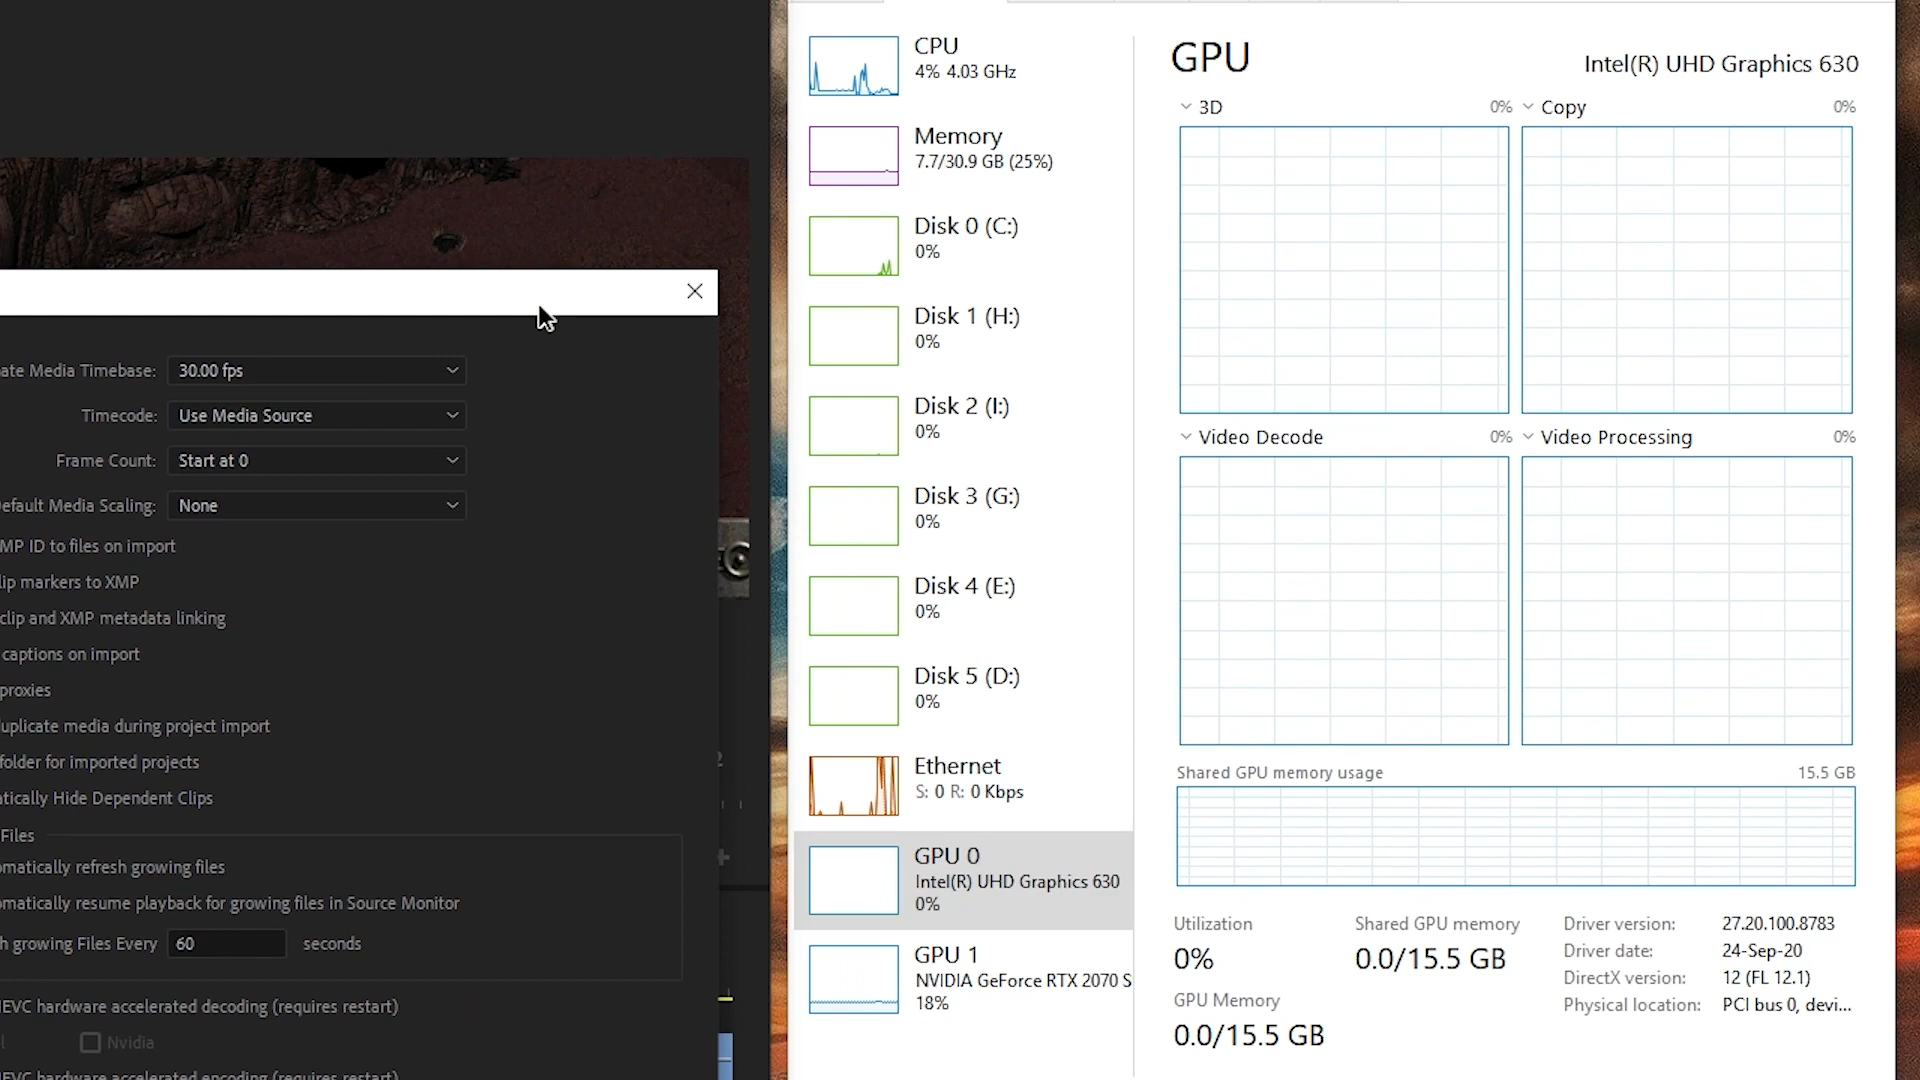 ate Media Timebase: 30.00 fps
Timecode: Use Media Source
Frame Count: Start at 0
efault Media Scaling: None
MP ID to files on import
lip markers to XMP
clip and XMP metadata linking
captions on import
proxies
uplicate media during project import
folder for imported projects
atically Hide Dependent Clips
Files
omatically refresh growing files
omatically resume playback for growing files in Source Monitor
h growing Files Every 60 seconds
EVC hardware accelerated decoding (requires restart)
l Nvidia
EVC hardware accelerated encoding (requires restart)
CPU
4% 4.03 GHz
Memory
7.7/30.9 GB (25%)
Disk 0 (C:)
0%
Disk 1 (H:)
0%
Disk 2 (I:)
0%
Disk 3 (G:)
0%
Disk 4 (E:)
0%
Disk 5 (D:)
0%
Ethernet
S: 0 R: 0 Kbps
GPU 0
Intel(R) UHD Graphics 630
0%
GPU 1
NVIDIA GeForce RTX 2070 S
18%
GPU
Intel(R) UHD Graphics 630
3D 0% Copy 0%
Video Decode 0% Video Processing 0%
Shared GPU memory usage 15.5 GB
Utilization
0%
Shared GPU memory
0.0/15.5 GB
GPU Memory
0.0/15.5 GB
Driver version: 27.20.100.8783
Driver date: 24-Sep-20
DirectX version: 12 (FL 12.1)
Physical location: PCI bus 0, devi...